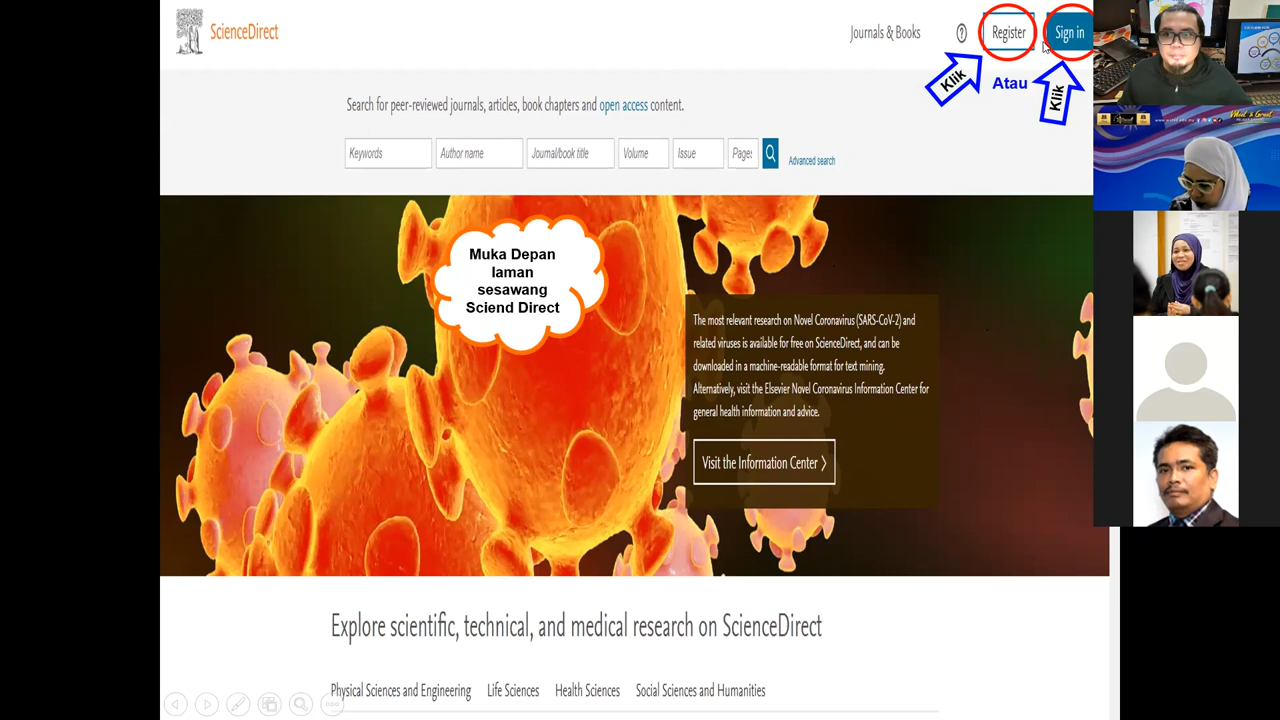 ScienceDirect
Journals & Books
?
Register
Sign in
Klik
Atau
Klik
Search for peer-reviewed journals, articles, book chapters and open access content.
Keywords
Author name
Journal/book title
Volume
Issue
Pages
Advanced search
Muka Depan
laman
sesawang
Sciend Direct
The most relevant research on Novel Coronavirus (SARS-CoV-2) and
related viruses is available for free on ScienceDirect, and can be
downloaded in a machine-readable format for text mining.
Alternatively, visit the Elsevier Novel Coronavirus Information Center for
general health information and advice.
Visit the Information Center >
Explore scientific, technical, and medical research on ScienceDirect
Physical Sciences and Engineering
Life Sciences
Health Sciences
Social Sciences and Humanities